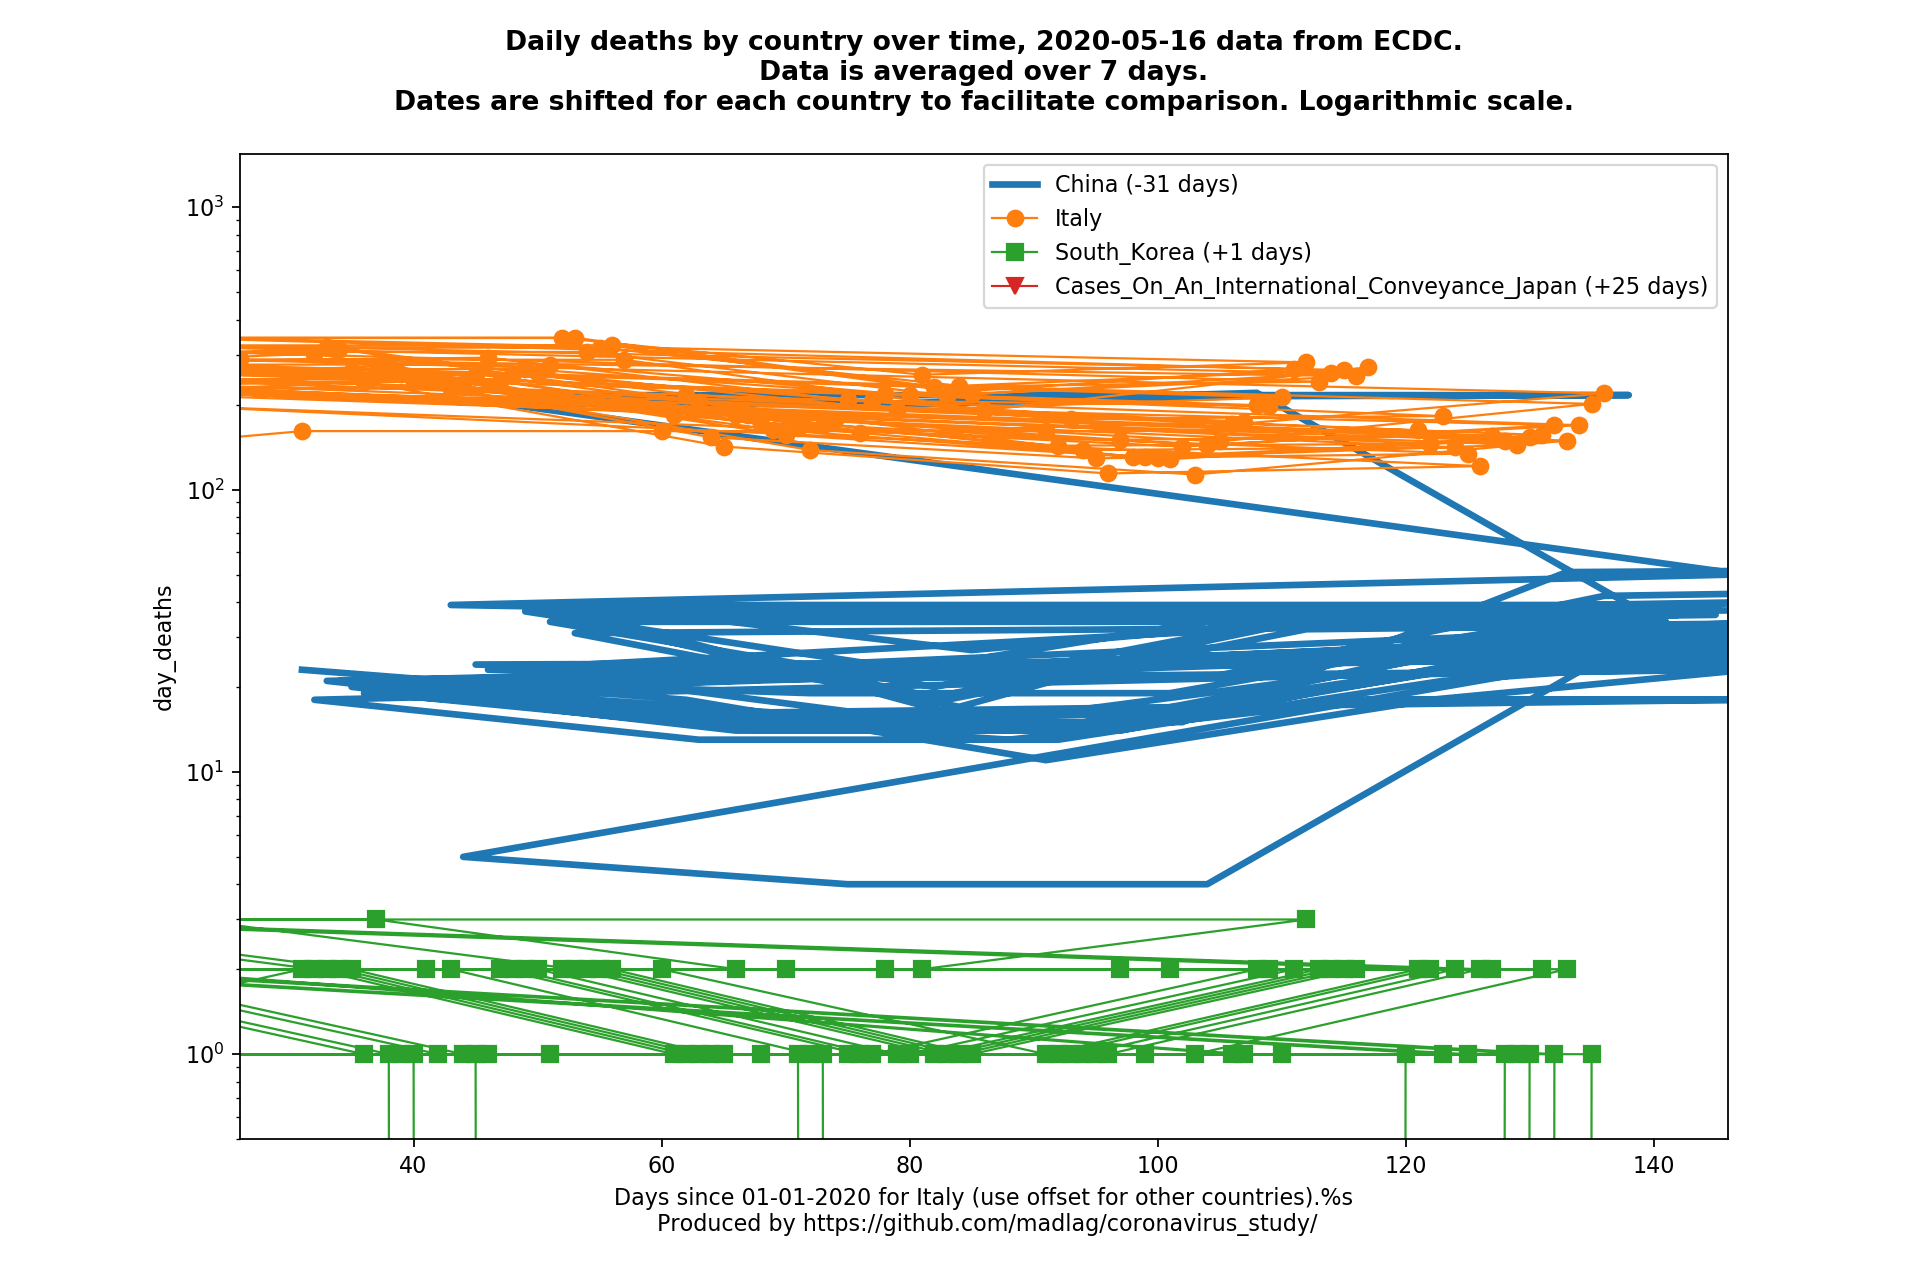 Daily deaths by country over time, 2020-05-16 data from ECDC.
Data is averaged over 7 days.
Dates are shifted for each country to facilitate comparison. Logarithmic scale.
China (-31 days)
Italy
South_Korea (+1 days)
Cases_On_An_International_Conveyance_Japan (+25 days)
day_deaths
10³
10²
10¹
10⁰
40 60 80 100 120 140
Days since 01-01-2020 for Italy (use offset for other countries).%s
Produced by https://github.com/madlag/coronavirus_study/